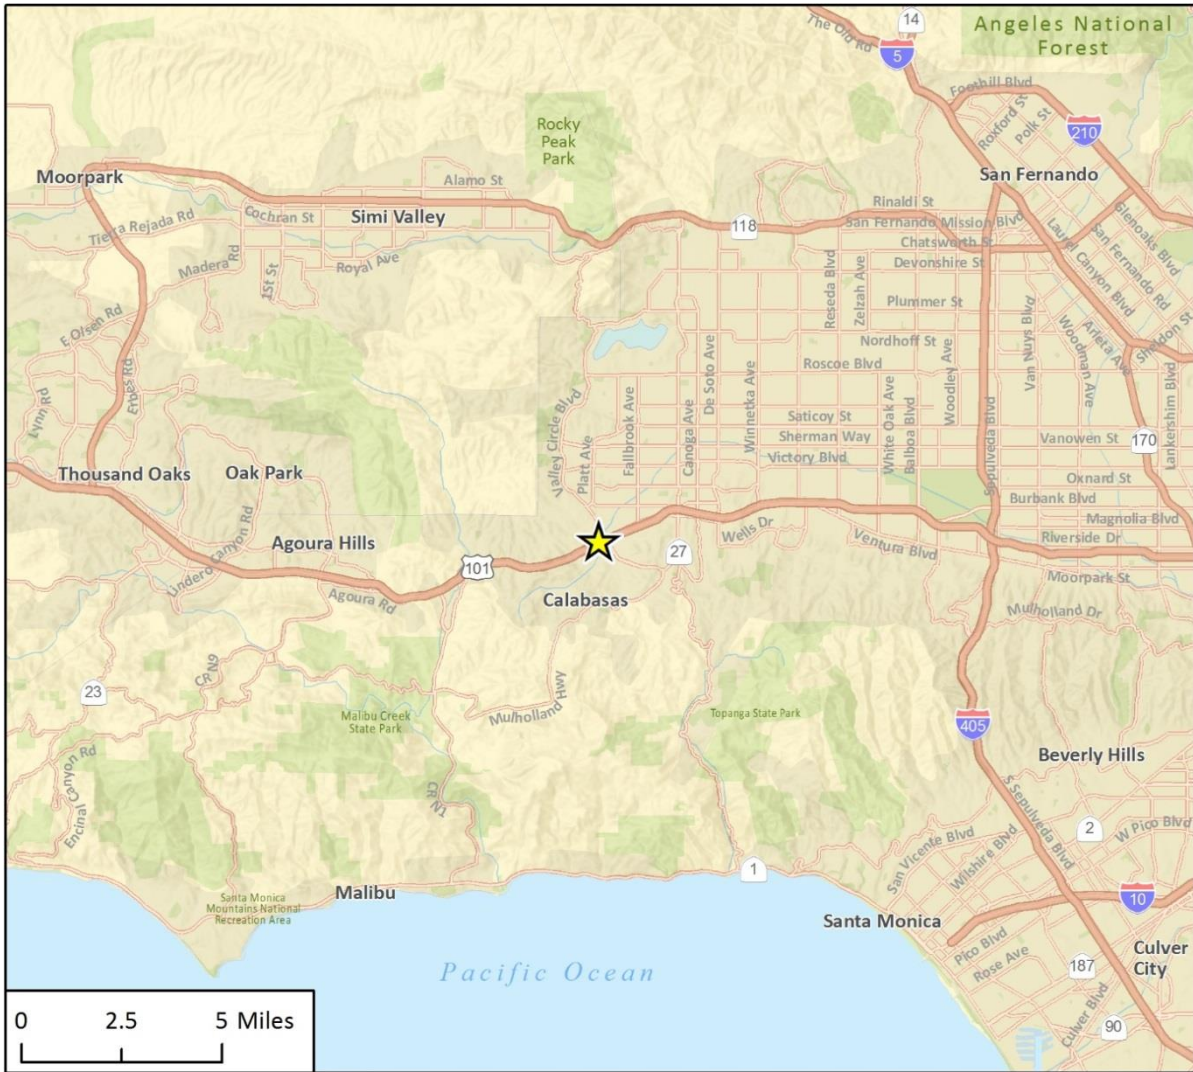 The Old Rd
14
Angeles National
Forest
5
Foothill Blvd
Roxford St
Polk St
210
Rocky
Peak
Park
Moorpark
Alamo St
San Fernando
Rinaldi St
Cochran St
Simi Valley
Tierra Rejada Rd
118
San Fernando Mission Blvd
Glenoaks Blvd
Laurel Canyon Blvd
San Fernando Rd
Chatsworth St
Devonshire St
Madera Rd
1St St
Royal Ave
Reseda Blvd
Zelzah Ave
Plummer St
Van Nuys Blvd
Woodman Ave
Arleta Ave
Sheldon St
E Olsen Rd
Nordhoff St
Roscoe Blvd
Erbes Rd
Lynn Rd
De Soto Ave
Winnetka Ave
Woodley Ave
White Oak Ave
Balboa Blvd
Lankershim Blvd
Valley Circle Blvd
Platt Ave
Fallbrook Ave
Canoga Ave
Saticoy St
Sherman Way
Victory Blvd
Vanowen St
170
Sepulveda Blvd
Thousand Oaks
Oak Park
Oxnard St
Burbank Blvd
Magnolia Blvd
Riverside Dr
Wells Dr
Ventura Blvd
Lindero Canyon Rd
Agoura Hills
27
101
Agoura Rd
Calabasas
Moorpark St
Mulholland Dr
CR N9
23
Mulholland Hwy
Malibu Creek
State Park
Topanga State Park
405
Beverly Hills
Encinal Canyon Rd
CR N1
S Sepulveda Blvd
San Vicente Blvd
Wilshire Blvd
2
W Pico Blvd
1
Malibu
Santa Monica
Mountains National
Recreation Area
10
Santa Monica
Pico Blvd
Rose Ave
Culver
City
187
Pacific Ocean
Culver Blvd
90
0 2.5 5 Miles